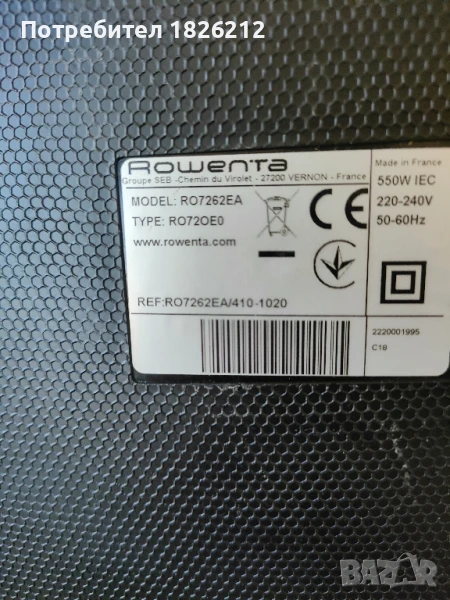 Потребител 1826212
Rowenta
Groupe SEB -Chemin du Virolet - 27200 VERNON - France
MODEL: RO7262EA
TYPE: RO72OE0
www.rowenta.com
REF:RO7262EA/410-1020
Made in France
550W IEC
220-240V
50-60Hz
2220001995
C18
BAZAR